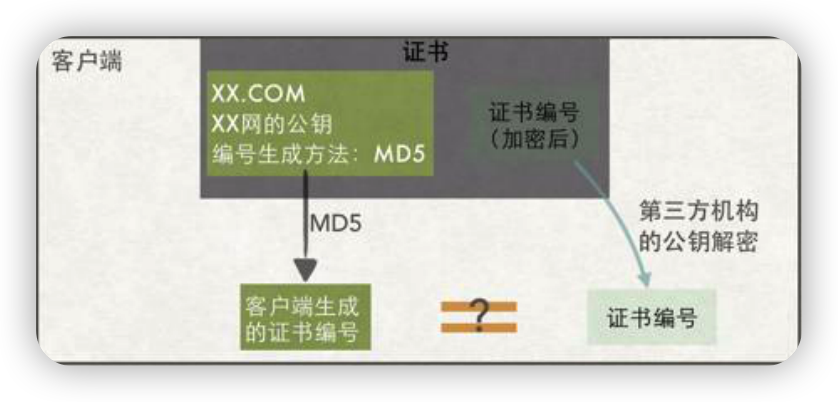 客户端
证书
XX.COM
XX网的公钥
编号生成方法：MD5
证书编号
（加密后）
MD5
第三方机构
的公钥解密
客户端生成
的证书编号
?
证书编号